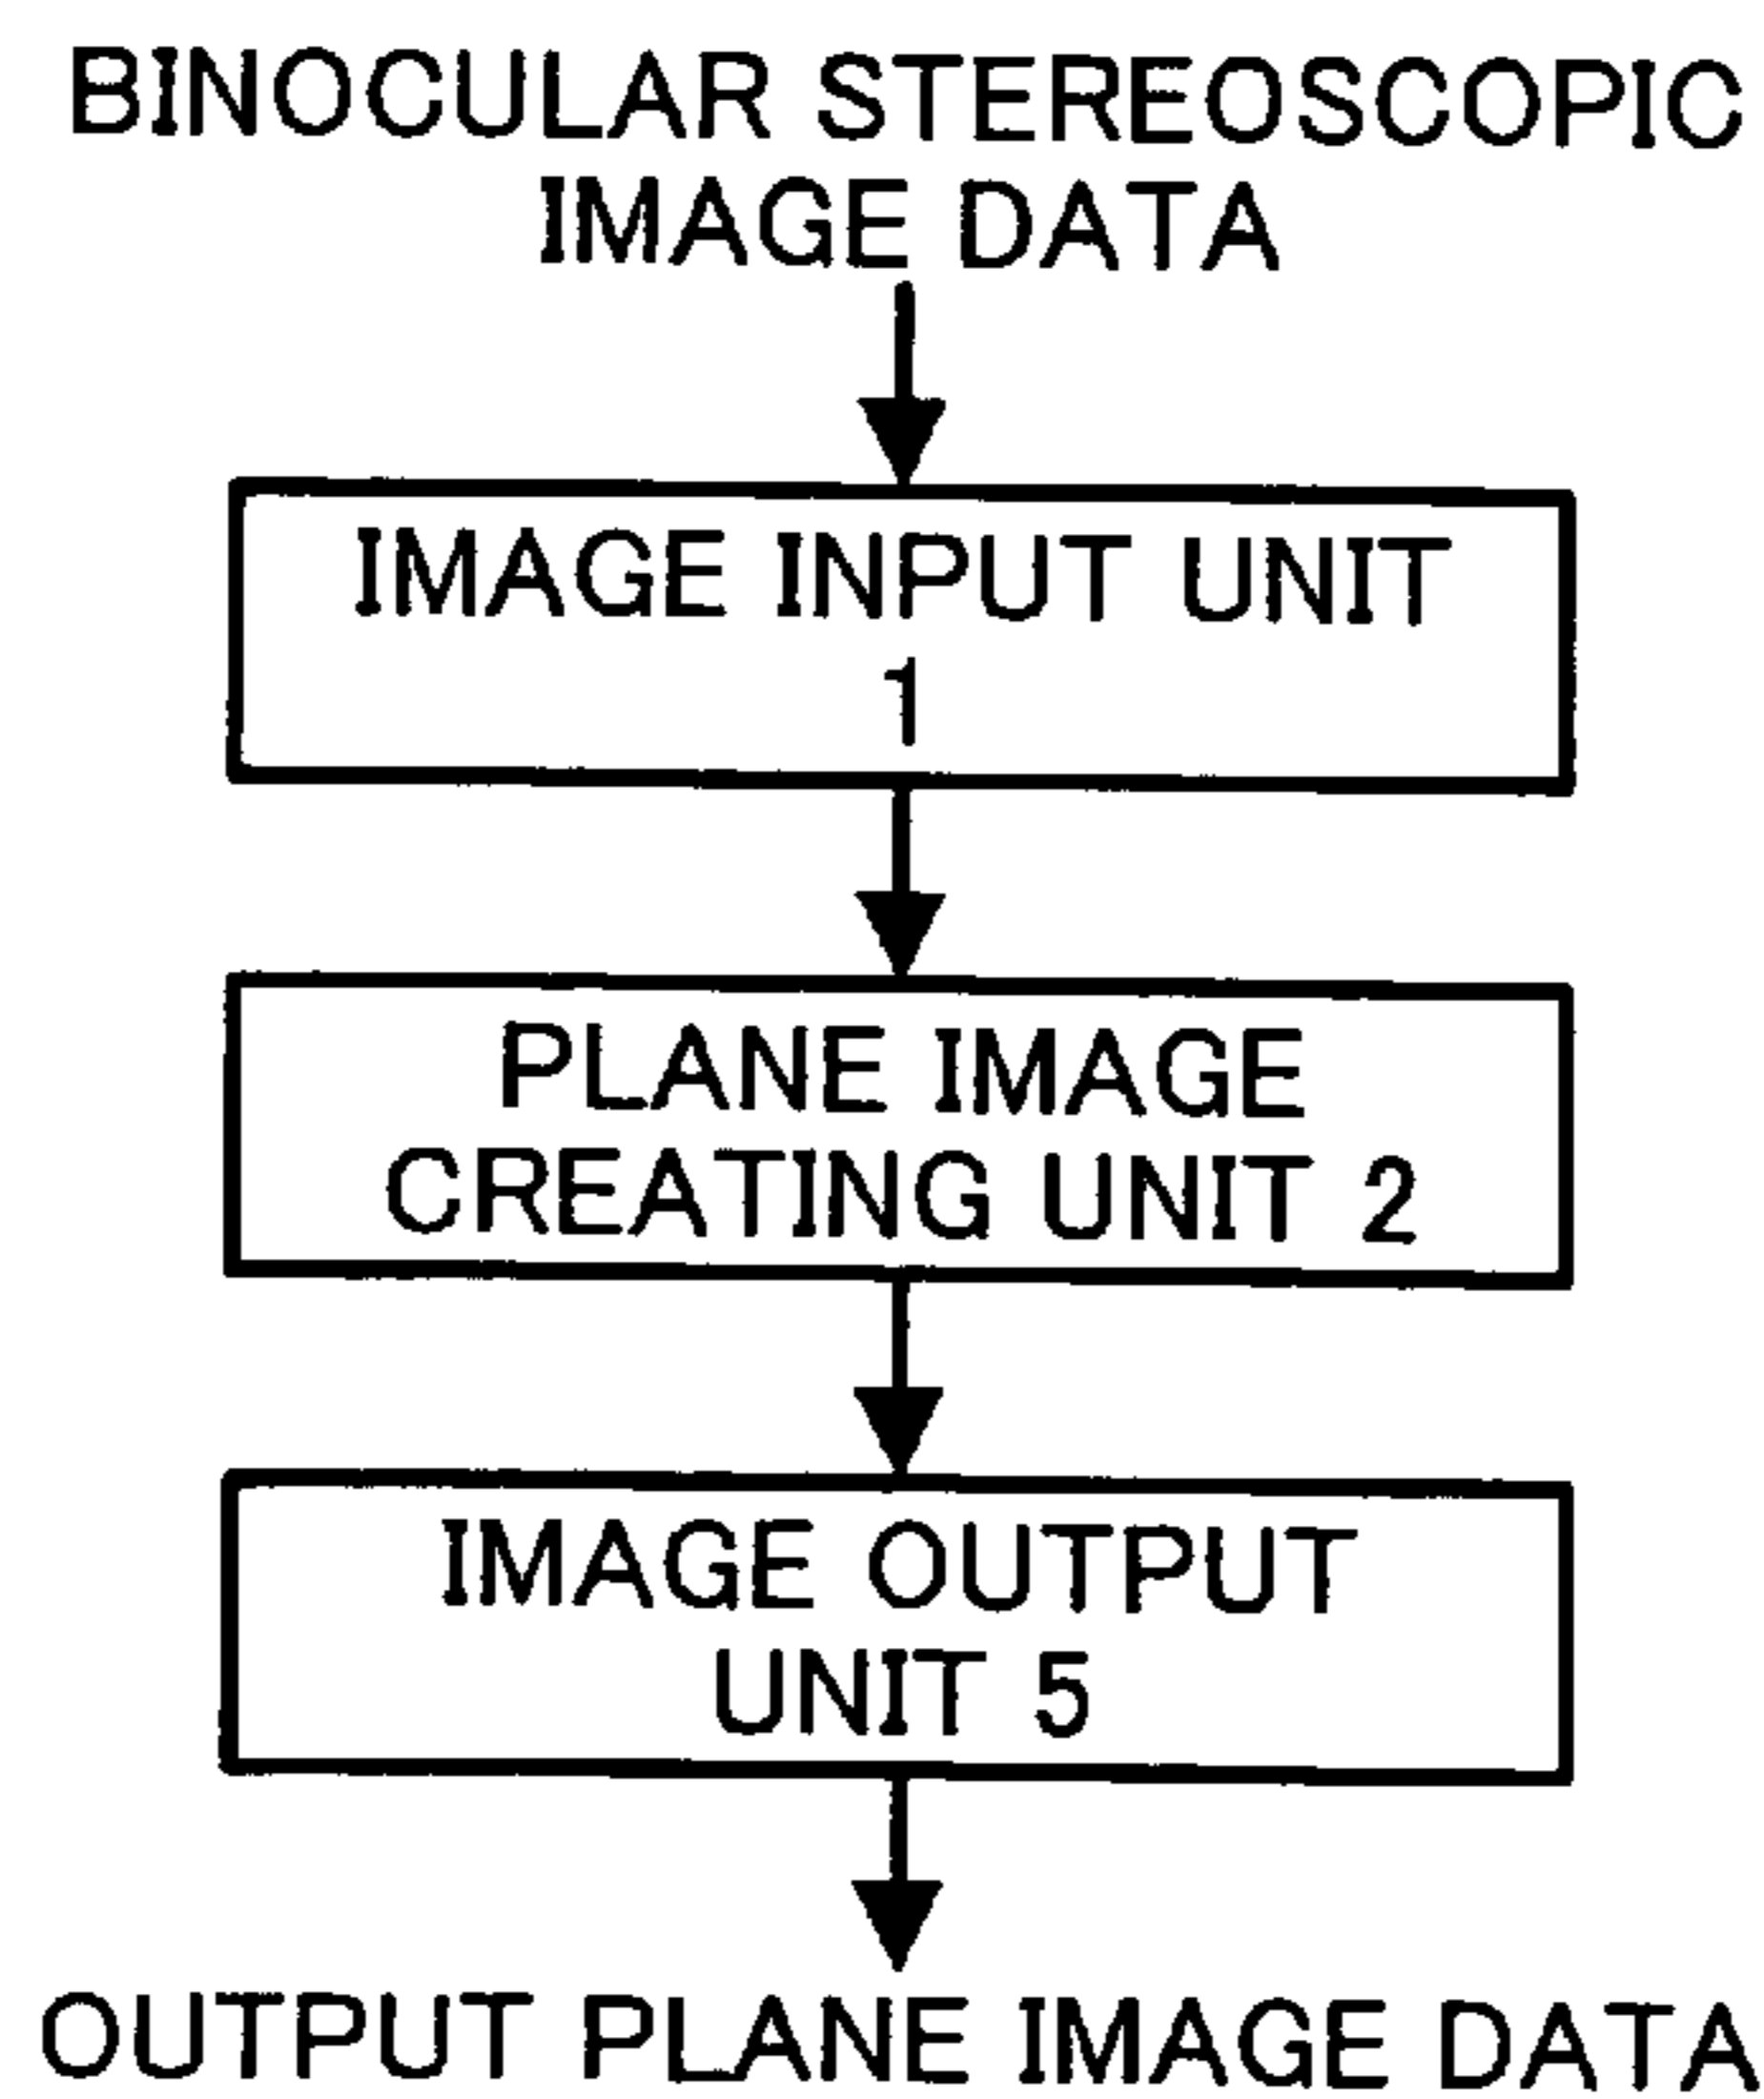 BINOCULAR STEREOSCOPIC
IMAGE DATA
IMAGE INPUT UNIT
1
PLANE IMAGE
CREATING UNIT 2
IMAGE OUTPUT
UNIT 5
OUTPUT PLANE IMAGE DATA